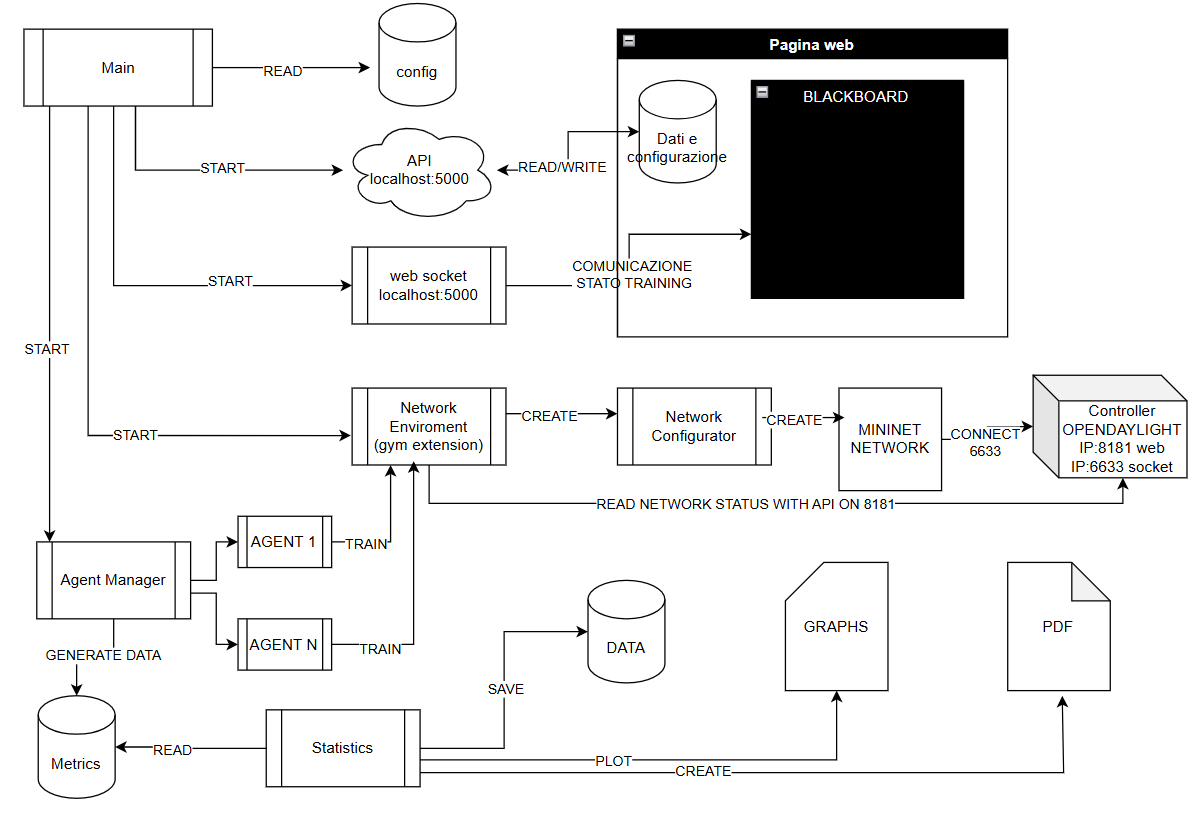 Main
READ
config
Pagina web
BLACKBOARD
Dati e
configurazione
START
API
localhost:5000
READ/WRITE
START
web socket
localhost:5000
COMUNICAZIONE
STATO TRAINING
START
START
Network
Enviroment
(gym extension)
CREATE
Network
Configurator
CREATE
MININET
NETWORK
CONNECT
6633
Controller
OPENDAYLIGHT
IP:8181 web
IP:6633 socket
READ NETWORK STATUS WITH API ON 8181
Agent Manager
AGENT 1
TRAIN
AGENT N
TRAIN
GENERATE DATA
Metrics
READ
Statistics
SAVE
DATA
PLOT
GRAPHS
CREATE
PDF